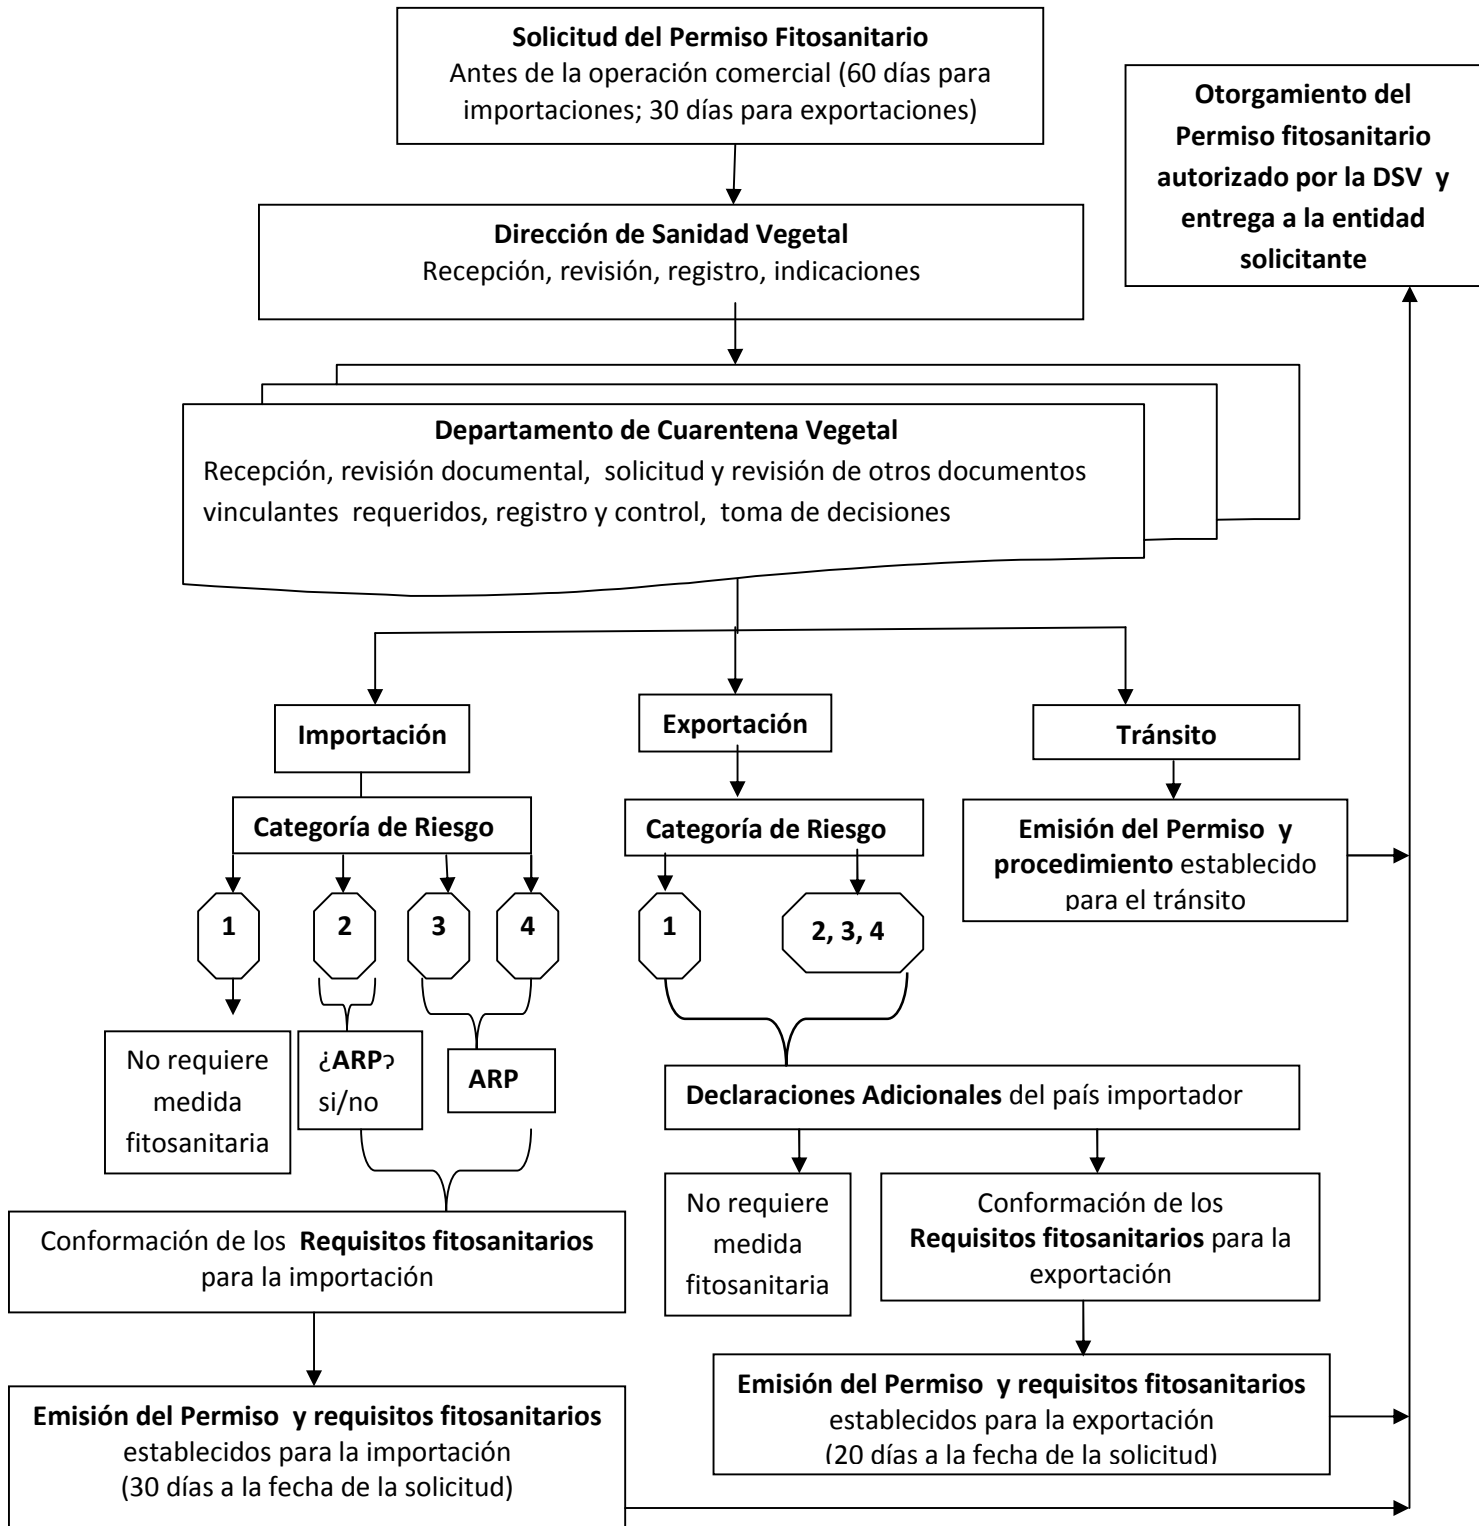 Solicitud del Permiso Fitosanitario
Antes de la operación comercial (60 días para
importaciones; 30 días para exportaciones)
Otorgamiento del
Permiso fitosanitario
autorizado por la DSV y
entrega a la entidad
solicitante
Dirección de Sanidad Vegetal
Recepción, revisión, registro, indicaciones
Departamento de Cuarentena Vegetal
Recepción, revisión documental, solicitud y revisión de otros documentos
vinculantes requeridos, registro y control, toma de decisiones
Importación
Exportación
Tránsito
Categoría de Riesgo
Categoría de Riesgo
Emisión del Permiso y
procedimiento establecido
para el tránsito
1
2
3
4
1
2, 3, 4
No requiere
medida
fitosanitaria
¿ARP?
si/no
ARP
Declaraciones Adicionales del país importador
Conformación de los Requisitos fitosanitarios
para la importación
No requiere
medida
fitosanitaria
Conformación de los
Requisitos fitosanitarios para la
exportación
Emisión del Permiso y requisitos fitosanitarios
establecidos para la importación
(30 días a la fecha de la solicitud)
Emisión del Permiso y requisitos fitosanitarios
establecidos para la exportación
(20 días a la fecha de la solicitud)